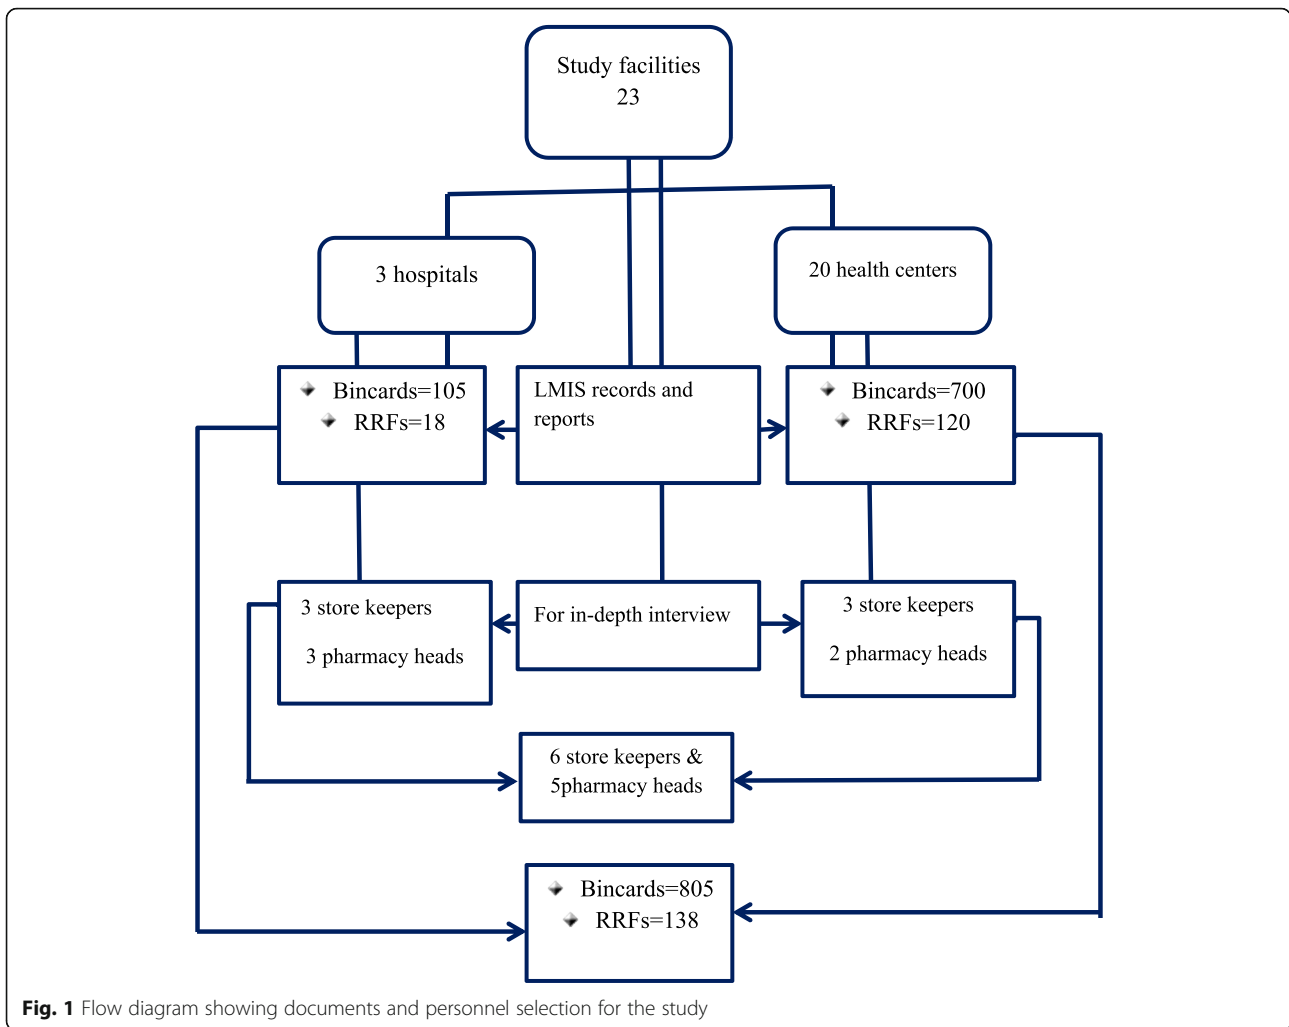 Study facilities
23
3 hospitals
20 health centers
Bincards=105
RRFs=18
LMIS records and
reports
Bincards=700
RRFs=120
3 store keepers
3 pharmacy heads
For in-depth interview
3 store keepers
2 pharmacy heads
6 store keepers &
5pharmacy heads
Bincards=805
RRFs=138
Fig. 1 Flow diagram showing documents and personnel selection for the study